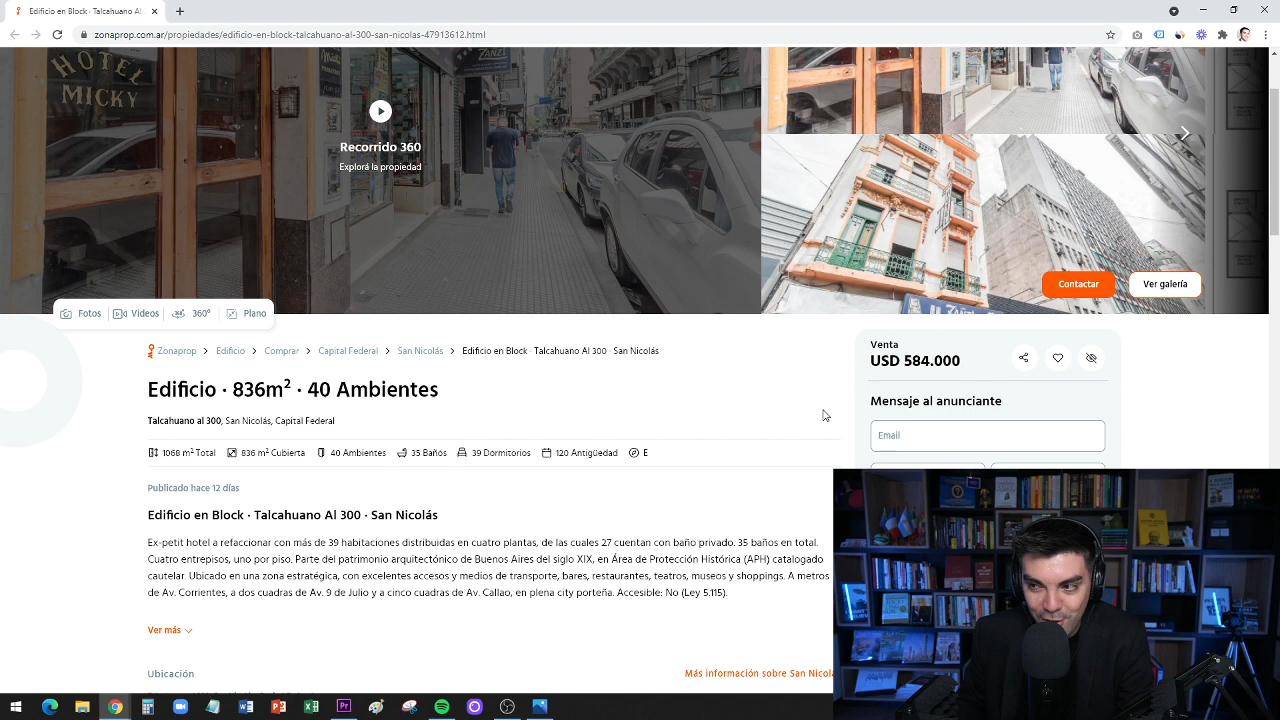 Edificio en Block - Talcahuano Al
zonaprop.com.ar/propiedades/edificio-en-block-talcahuano-al-300-san-nicolas-47913612.html
HOTEL
MICKY
Recorrido 360
Explorá la propiedad
Contactar
Ver galería
Fotos
Videos
360º
Plano
Zonaprop > Edificio > Comprar > Capital Federal > San Nicolás > Edificio en Block · Talcahuano Al 300 · San Nicolás
Venta
USD 584.000
Edificio · 836m² · 40 Ambientes
Mensaje al anunciante
Talcahuano al 300, San Nicolás, Capital Federal
Email
1068 m² Total
836 m² Cubierta
40 Ambientes
35 Baños
39 Dormitorios
120 Antigüedad
E
Publicado hace 12 días
Edificio en Block · Talcahuano Al 300 · San Nicolás
Ex-petit hotel a refaccionar con más de 39 habitaciones distribuidas en cuatro plantas, de las cuales 27 cuentan con baño privado. 35 baños en total.
Cuatro entrepisos, uno por piso. Parte del patrimonio arquitectónico de Buenos Aires del siglo XIX, en Área de Protección Histórica (APH) catalogado
cautelar. Ubicado en una zona estratégica, con excelentes accesos y medios de transporte, bares, restaurantes, teatros, museos y shoppings. A metros
de Av. Corrientes, a dos cuadras de Av. 9 de Julio y a cinco cuadras de Av. Callao, en plena city porteña. Accesible: No (Ley 5.115).
Ver más
Ubicación
Más información sobre San Nicolá